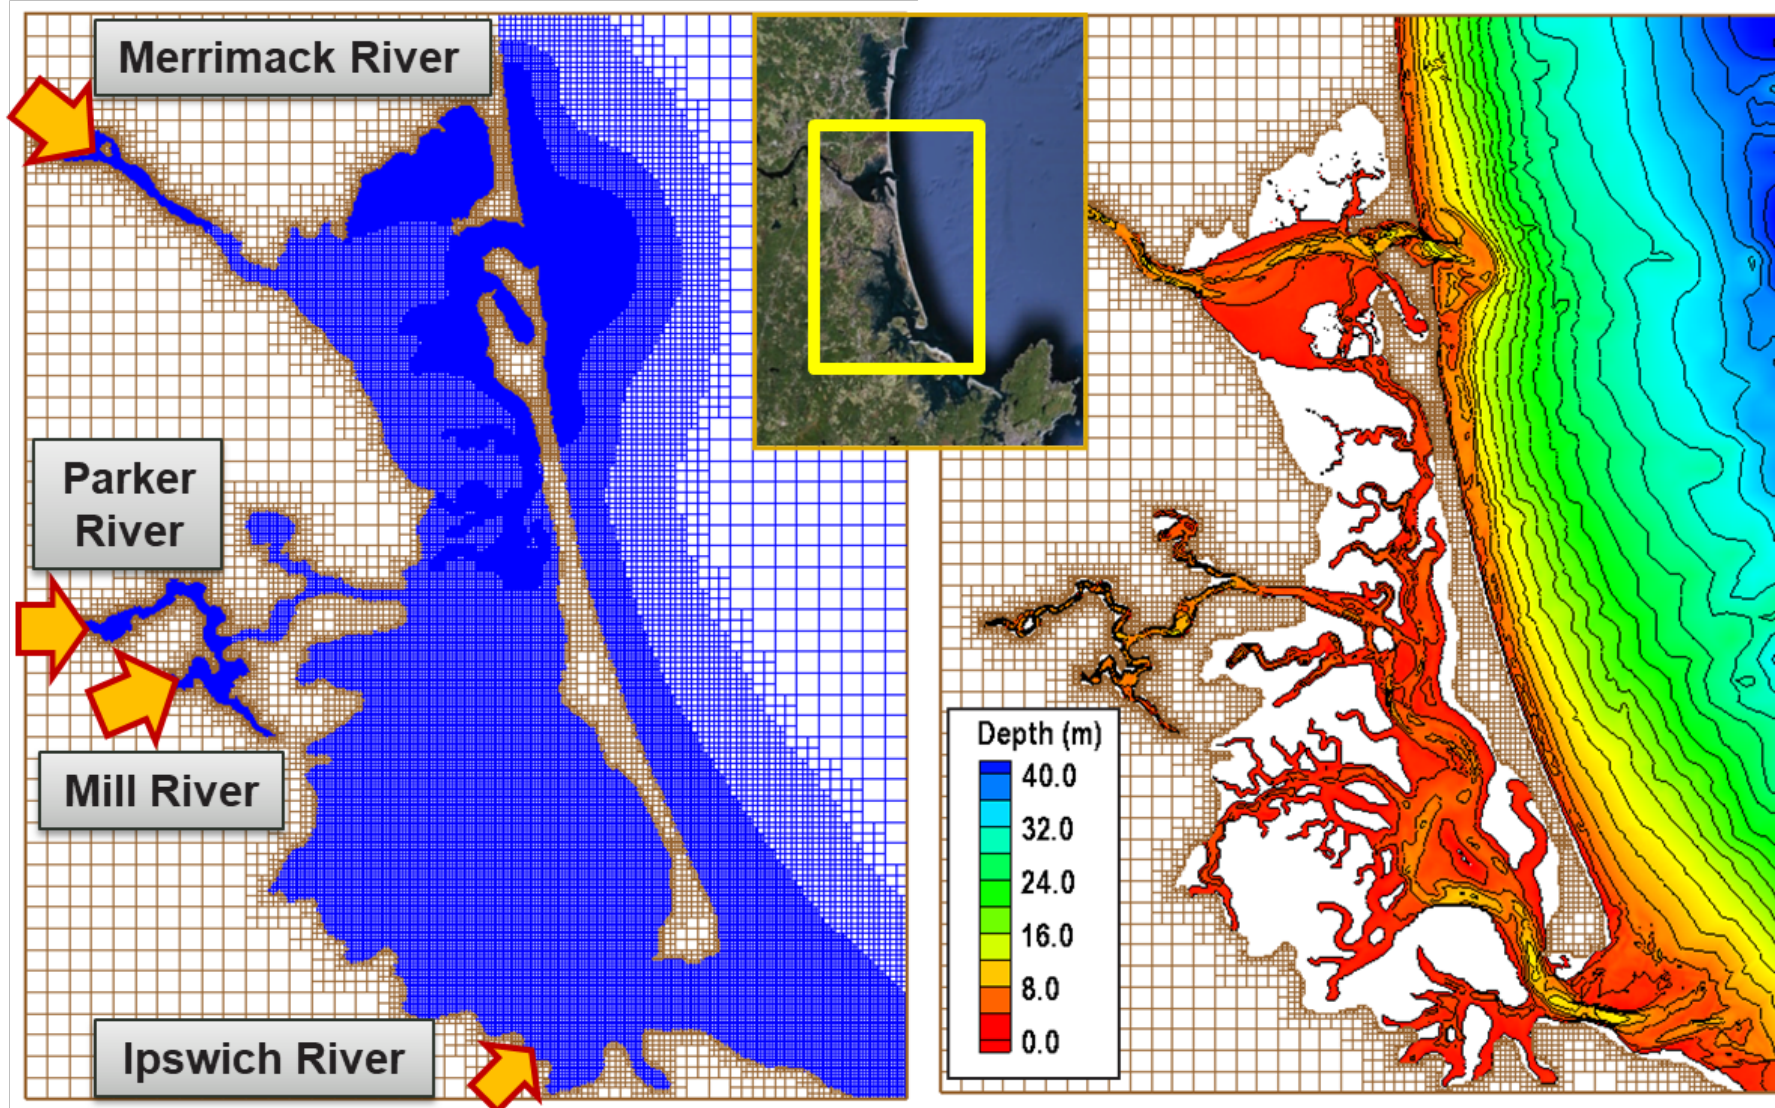 Merrimack River
Parker
River
Mill River
Ipswich River
Depth (m)
40.0
32.0
24.0
16.0
8.0
0.0